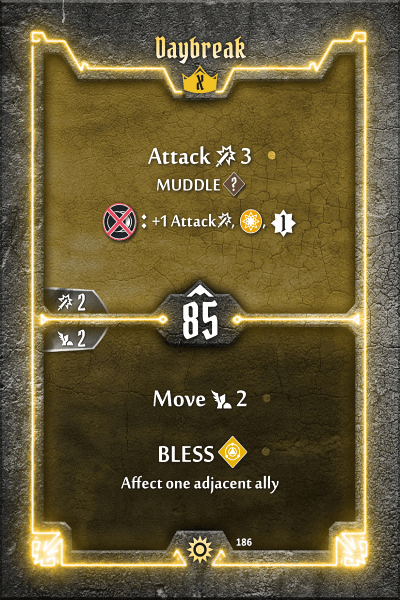 Daybreak
X
Attack 3
MUDDLE ?
: +1 Attack, , 1
2
85
2
Move 2
BLESS
Affect one adjacent ally
186